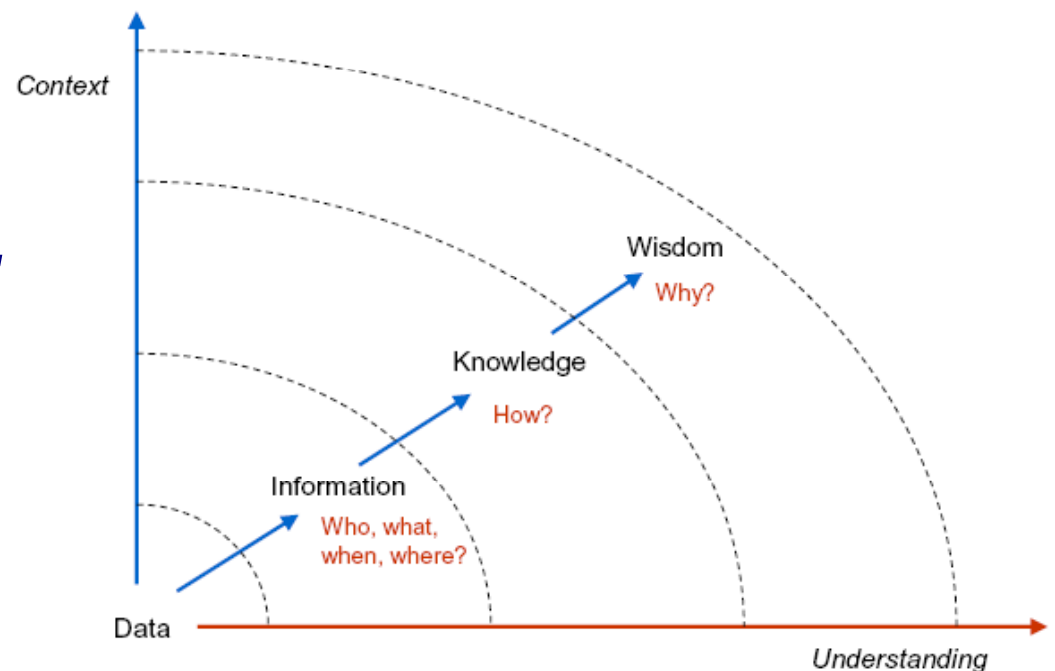 Context
Wisdom
Why?
Knowledge
How?
Information
Who, what,
when, where?
Data
Understanding